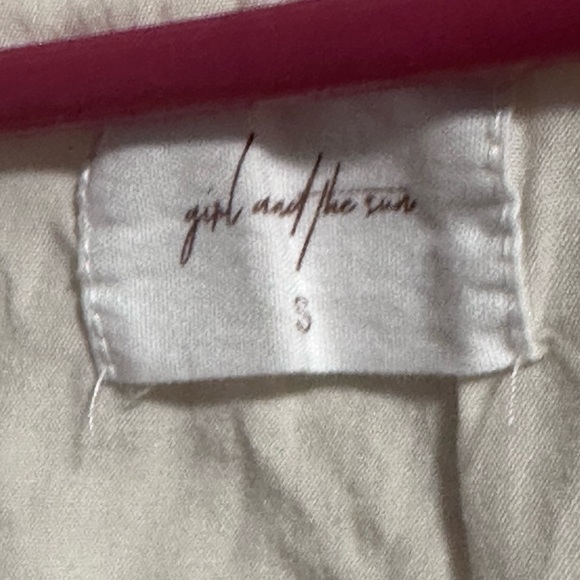 girl and the sun
S